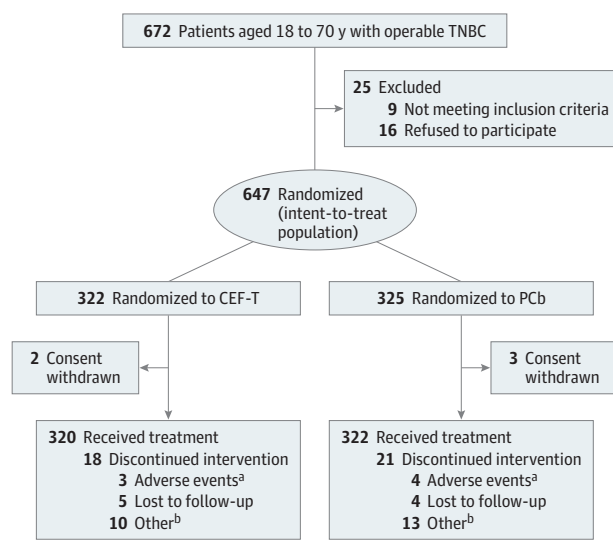 672 Patients aged 18 to 70 y with operable TNBC
25 Excluded
9 Not meeting inclusion criteria
16 Refused to participate
647 Randomized
(intent-to-treat
population)
322 Randomized to CEF-T
325 Randomized to PCb
2 Consent
withdrawn
3 Consent
withdrawn
320 Received treatment
18 Discontinued intervention
3 Adverse eventsᵃ
5 Lost to follow-up
10 Otherᵇ
322 Received treatment
21 Discontinued intervention
4 Adverse eventsᵃ
4 Lost to follow-up
13 Otherᵇ